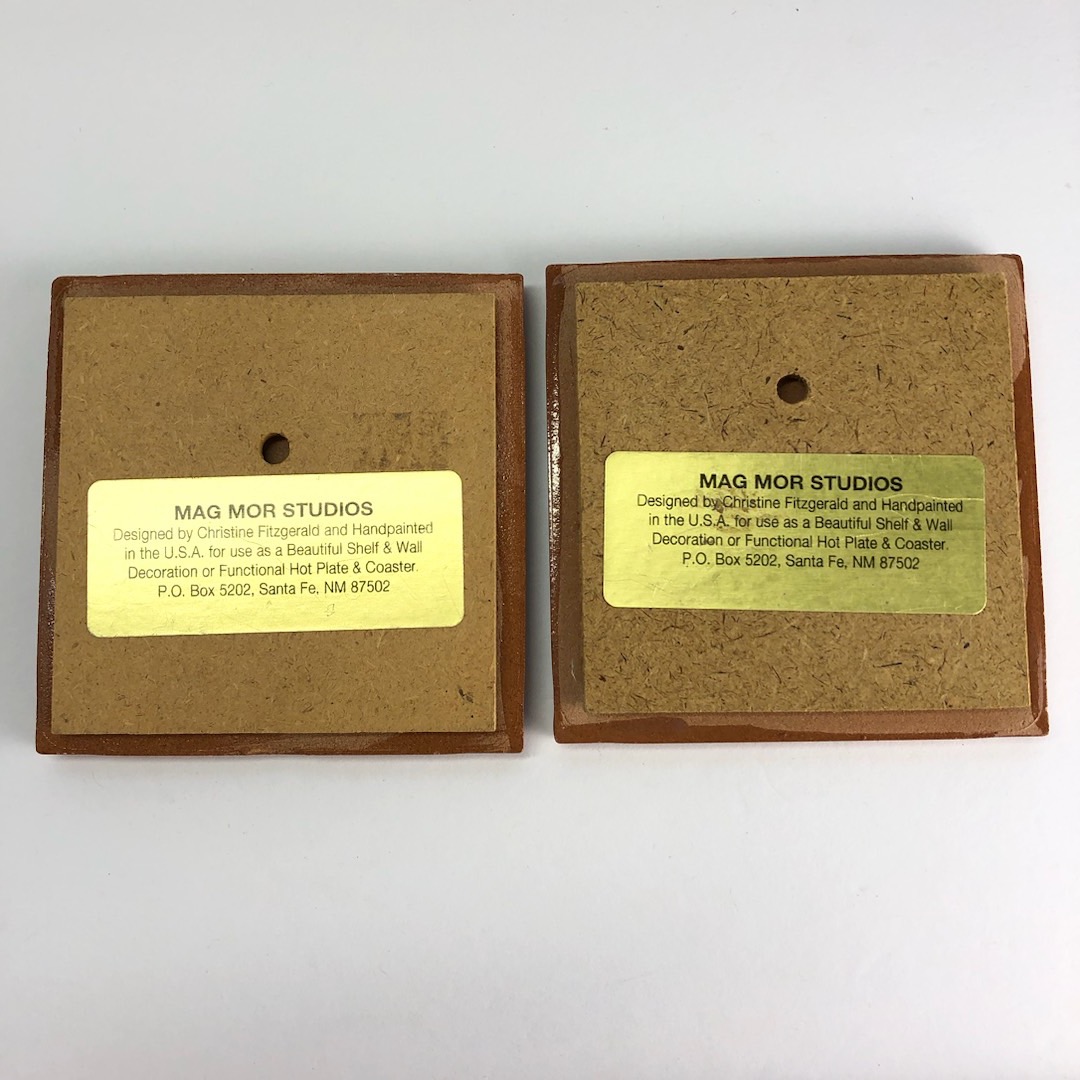 MAG MOR STUDIOS
Designed by Christine Fitzgerald and Handpainted
in the U.S.A. for use as a Beautiful Shelf & Wall
Decoration or Functional Hot Plate & Coaster.
P.O. Box 5202, Santa Fe, NM 87502
MAG MOR STUDIOS
Designed by Christine Fitzgerald and Handpainted
in the U.S.A. for use as a Beautiful Shelf & Wall
Decoration or Functional Hot Plate & Coaster.
P.O. Box 5202, Santa Fe, NM 87502